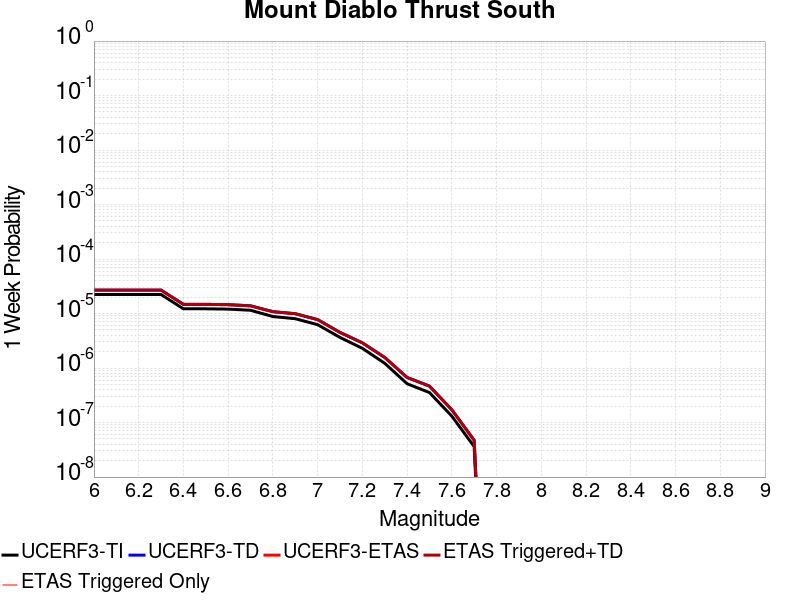 Mount Diablo Thrust South
10^0
10^-1
10^-2
10^-3
10^-4
10^-5
10^-6
10^-7
10^-8
1 Week Probability
6 6.2 6.4 6.6 6.8 7 7.2 7.4 7.6 7.8 8 8.2 8.4 8.6 8.8 9
Magnitude
UCERF3-TI UCERF3-TD UCERF3-ETAS ETAS Triggered+TD
ETAS Triggered Only